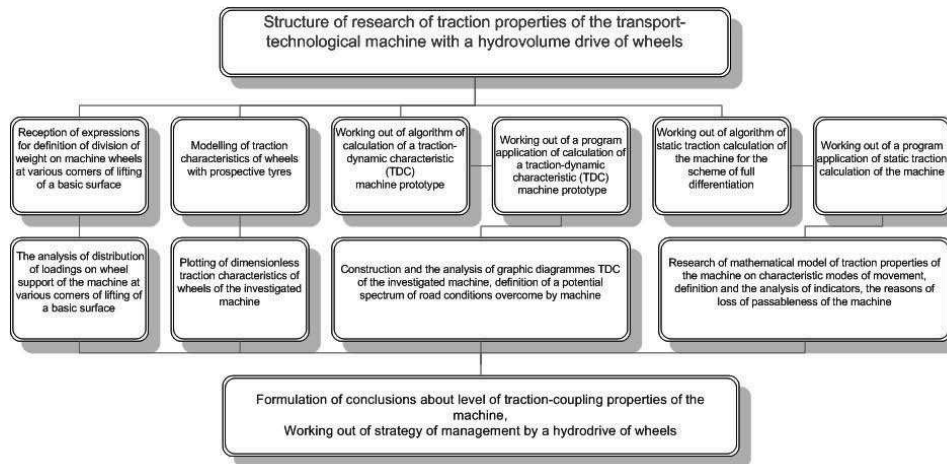 Structure of research of traction properties of the transport-
technological machine with a hydrovolume drive of wheels
Reception of expressions
for definition of division of
weight on machine wheels
at various corners of lifting
of a basic surface
Modelling of traction
characteristics of wheels
with prospective tyres
Working out of algorithm of
calculation of a traction-
dynamic characteristic
(TDC)
machine prototype
Working out of a program
application of calculation of
a traction-dynamic
characteristic (TDC)
machine prototype
Working out of algorithm of
static traction calculation of
the machine for the
scheme of full
differentiation
Working out of a program
application of static traction
calculation of the machine
The analysis of distribution
of loadings on wheel
support of the machine at
various corners of lifting of
a basic surface
Plotting of dimensionless
traction characteristics of
wheels of the investigated
machine
Construction and the analysis of graphic diagrammes TDC
of the investigated machine, definition of a potential
spectrum of road conditions overcome by machine
Research of mathematical model of traction properties of
the machine on characteristic modes of movement,
definition and the analysis of indicators, the reasons of
loss of passableness of the machine
Formulation of conclusions about level of traction-coupling properties of the
machine,
Working out of strategy of management by a hydrodrive of wheels